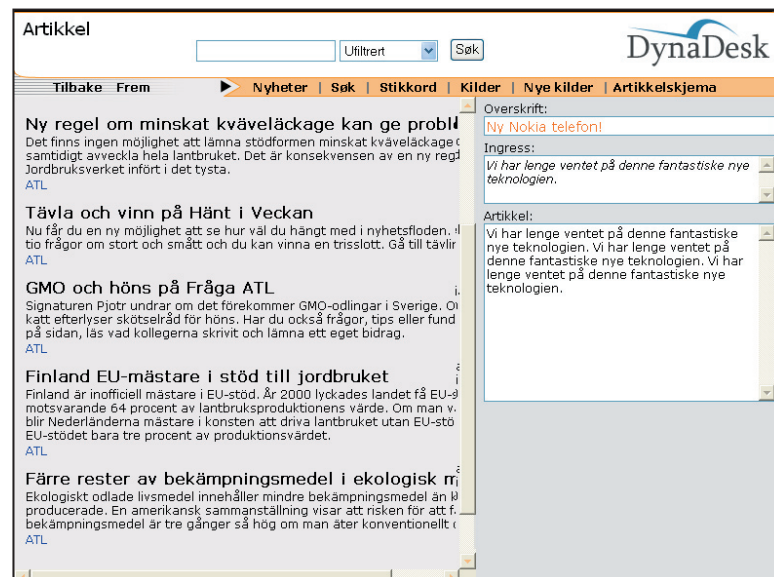 Artikkel
Ufiltrert
Søk
DynaDesk
Tilbake Frem
Nyheter | Søk | Stikkord | Kilder | Nye kilder | Artikkelskjema
Ny regel om minskat kväveläckage kan ge
Det finns ingen möjlighet att lämna stödformen minskat kväveläckage
samtidigt avveckla hela lantbruket. Det är konsekvensen av en ny
Jordbruksverket infört i det tysta.
ATL
Tävla och vinn på Hänt i Veckan
Nu får du en ny möjlighet att se hur väl du hängt med i nyhetsfloden.
tio frågor om stort och smått och du kan vinna en trisslott. Gå till
ATL
GMO och höns på Fråga ATL
Signaturen Pjotr undrar om det förekommer GMO-odlingar i Sverige.
katt efterlyser skötselråd för höns. Har du också frågor, tips eller fund
på sidan, läs vad kollegerna skrivit och lämna ett eget bidrag.
ATL
Finland EU-mästare i stöd till jordbruket
Finland är inofficiell mästare i EU-stöd. År 2000 lyckades landet få
motsvarande 64 procent av lantbruksproduktionens värde. Om man
blir Nederländerna mästare i konsten att driva lantbruket utan
EU-stödet bara tre procent av produktionsvärdet.
ATL
Färre rester av bekämpningsmedel i ekologisk
Ekologiskt odlade livsmedel innehåller mindre bekämpningsmedel än
producerade. En amerikansk sammanställning visar att risken för att
bekämpningsmedel är tre gånger så hög om man äter konventionellt
ATL
Overskrift:
Ny Nokia telefon!
Ingress:
Vi har lenge ventet på denne fantastiske nye
teknologien.
Artikkel:
Vi har lenge ventet på denne fantastiske
nye teknologien. Vi har lenge ventet på
denne fantastiske nye teknologien. Vi har
lenge ventet på denne fantastiske nye
teknologien.